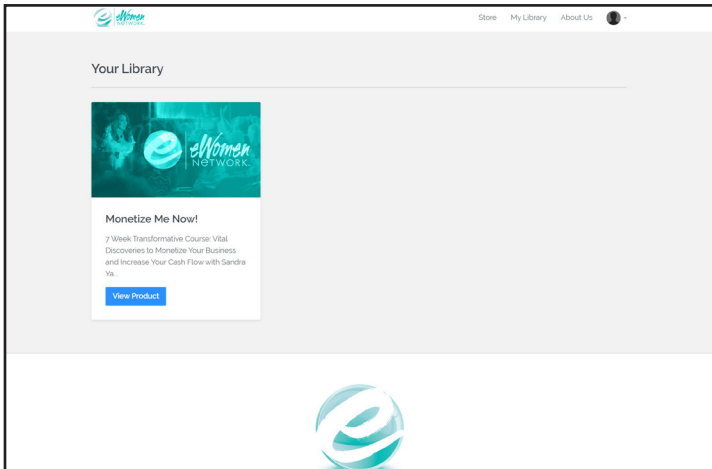 eWomen
NETWORK.
Store My Library About Us
Your Library
eWomen
NETWORK.
Monetize Me Now!
7 Week Transformative Course: Vital
Discoveries to Monetize Your Business
and Increase Your Cash Flow with Sandra
Ya...
View Product